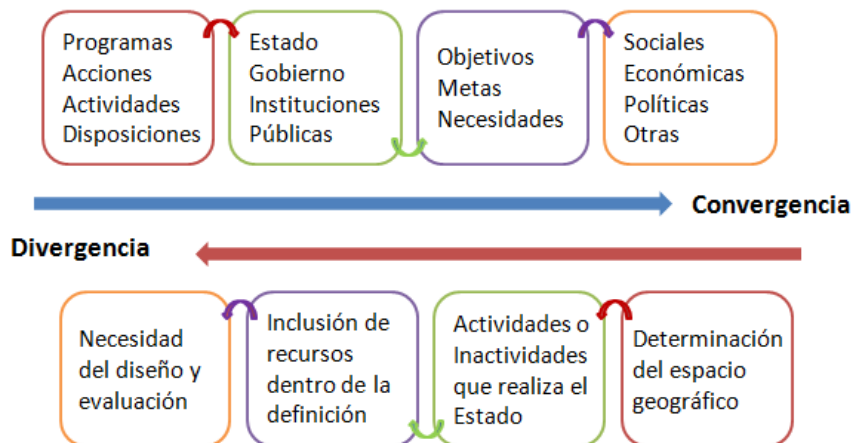 Programas
Acciones
Actividades
Disposiciones
Estado
Gobierno
Instituciones
Públicas
Objetivos
Metas
Necesidades
Sociales
Económicas
Políticas
Otras
Convergencia
Divergencia
Necesidad
del diseño y
evaluación
Inclusión de
recursos
dentro de la
definición
Actividades o
Inactividades
que realiza el
Estado
Determinación
del espacio
geográfico